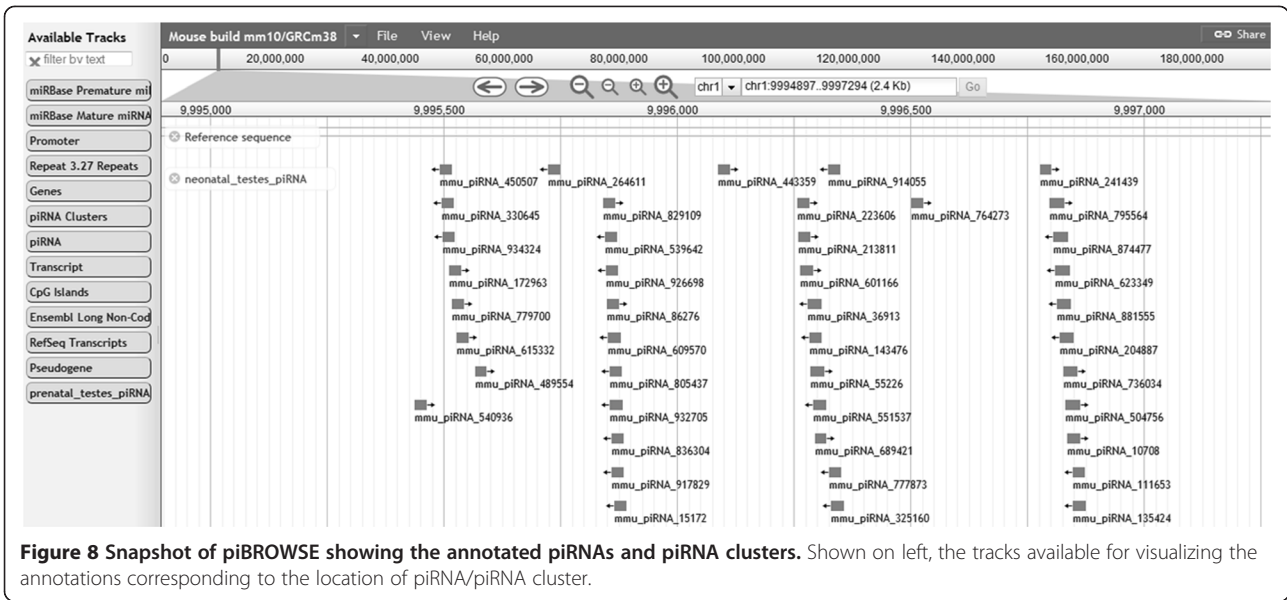 Available Tracks
filter by text
miRBase Premature mi
miRBase Mature miRNA
Promoter
Repeat 3.27 Repeats
Genes
piRNA Clusters
piRNA
Transcript
CpG Islands
Ensembl Long Non-Cod
RefSeq Transcripts
Pseudogene
prenatal_testes_piRNA
Mouse build mm10/GRCm38 File View Help Share
0 20,000,000 40,000,000 60,000,000 80,000,000 100,000,000 120,000,000 140,000,000 160,000,000 180,000,000
chr1 chr1:9994897..9997294 (2.4 Kb) Go
9,995,000 9,995,500 9,996,000 9,996,500 9,997,000
Reference sequence
neonatal_testes_piRNA
mmu_piRNA_450507 mmu_piRNA_264611 mmu_piRNA_443359 mmu_piRNA_914055 mmu_piRNA_241439
mmu_piRNA_330645 mmu_piRNA_829109 mmu_piRNA_223606 mmu_piRNA_764273 mmu_piRNA_795564
mmu_piRNA_934324 mmu_piRNA_539642 mmu_piRNA_213811 mmu_piRNA_874477
mmu_piRNA_172963 mmu_piRNA_926698 mmu_piRNA_601166 mmu_piRNA_623349
mmu_piRNA_779700 mmu_piRNA_86276 mmu_piRNA_36913 mmu_piRNA_881555
mmu_piRNA_615332 mmu_piRNA_609570 mmu_piRNA_143476 mmu_piRNA_204887
mmu_piRNA_489554 mmu_piRNA_805437 mmu_piRNA_55226 mmu_piRNA_736034
mmu_piRNA_540936 mmu_piRNA_932705 mmu_piRNA_551537 mmu_piRNA_504756
mmu_piRNA_836304 mmu_piRNA_689421 mmu_piRNA_10708
mmu_piRNA_917829 mmu_piRNA_777873 mmu_piRNA_111653
mmu_piRNA_15172 mmu_piRNA_325160 mmu_piRNA_135424
Figure 8 Snapshot of piBROWSE showing the annotated piRNAs and piRNA clusters. Shown on left, the tracks available for visualizing the
annotations corresponding to the location of piRNA/piRNA cluster.